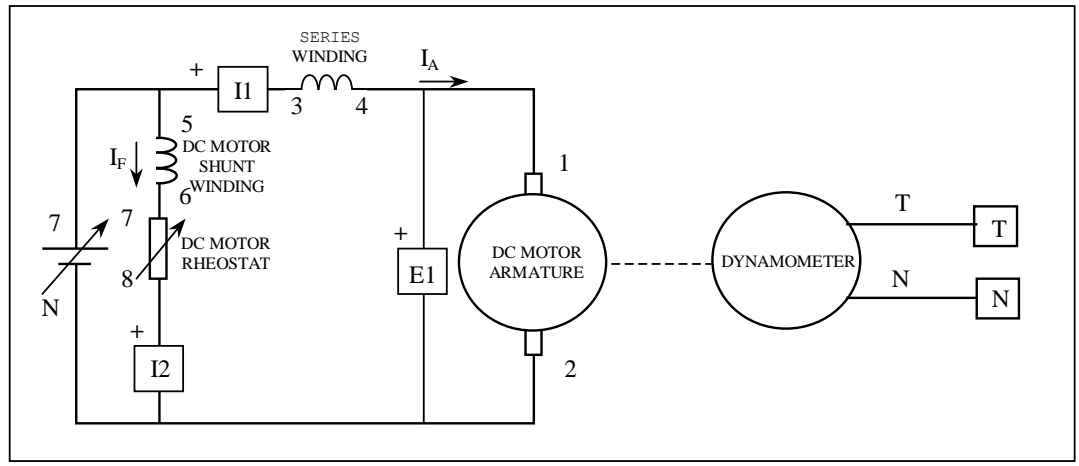 SERIES
WINDING
I_A
+
I1
3
4
5
I_F
DC MOTOR
SHUNT
WINDING
6
1
7
7
DC MOTOR
RHEOSTAT
8
N
+
E1
DC MOTOR
ARMATURE
DYNAMOMETER
T
T
N
N
+
I2
2